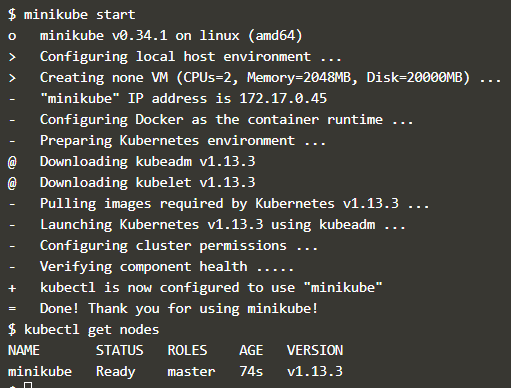 $ minikube start
o   minikube v0.34.1 on linux (amd64)
>   Configuring local host environment ...
>   Creating none VM (CPUs=2, Memory=2048MB, Disk=20000MB) ...
-   "minikube" IP address is 172.17.0.45
-   Configuring Docker as the container runtime ...
-   Preparing Kubernetes environment ...
@   Downloading kubeadm v1.13.3
@   Downloading kubelet v1.13.3
-   Pulling images required by Kubernetes v1.13.3 ...
-   Launching Kubernetes v1.13.3 using kubeadm ...
-   Configuring cluster permissions ...
-   Verifying component health .....
+   kubectl is now configured to use "minikube"
=   Done! Thank you for using minikube!
$ kubectl get nodes
NAME       STATUS   ROLES    AGE   VERSION
minikube   Ready    master   74s   v1.13.3